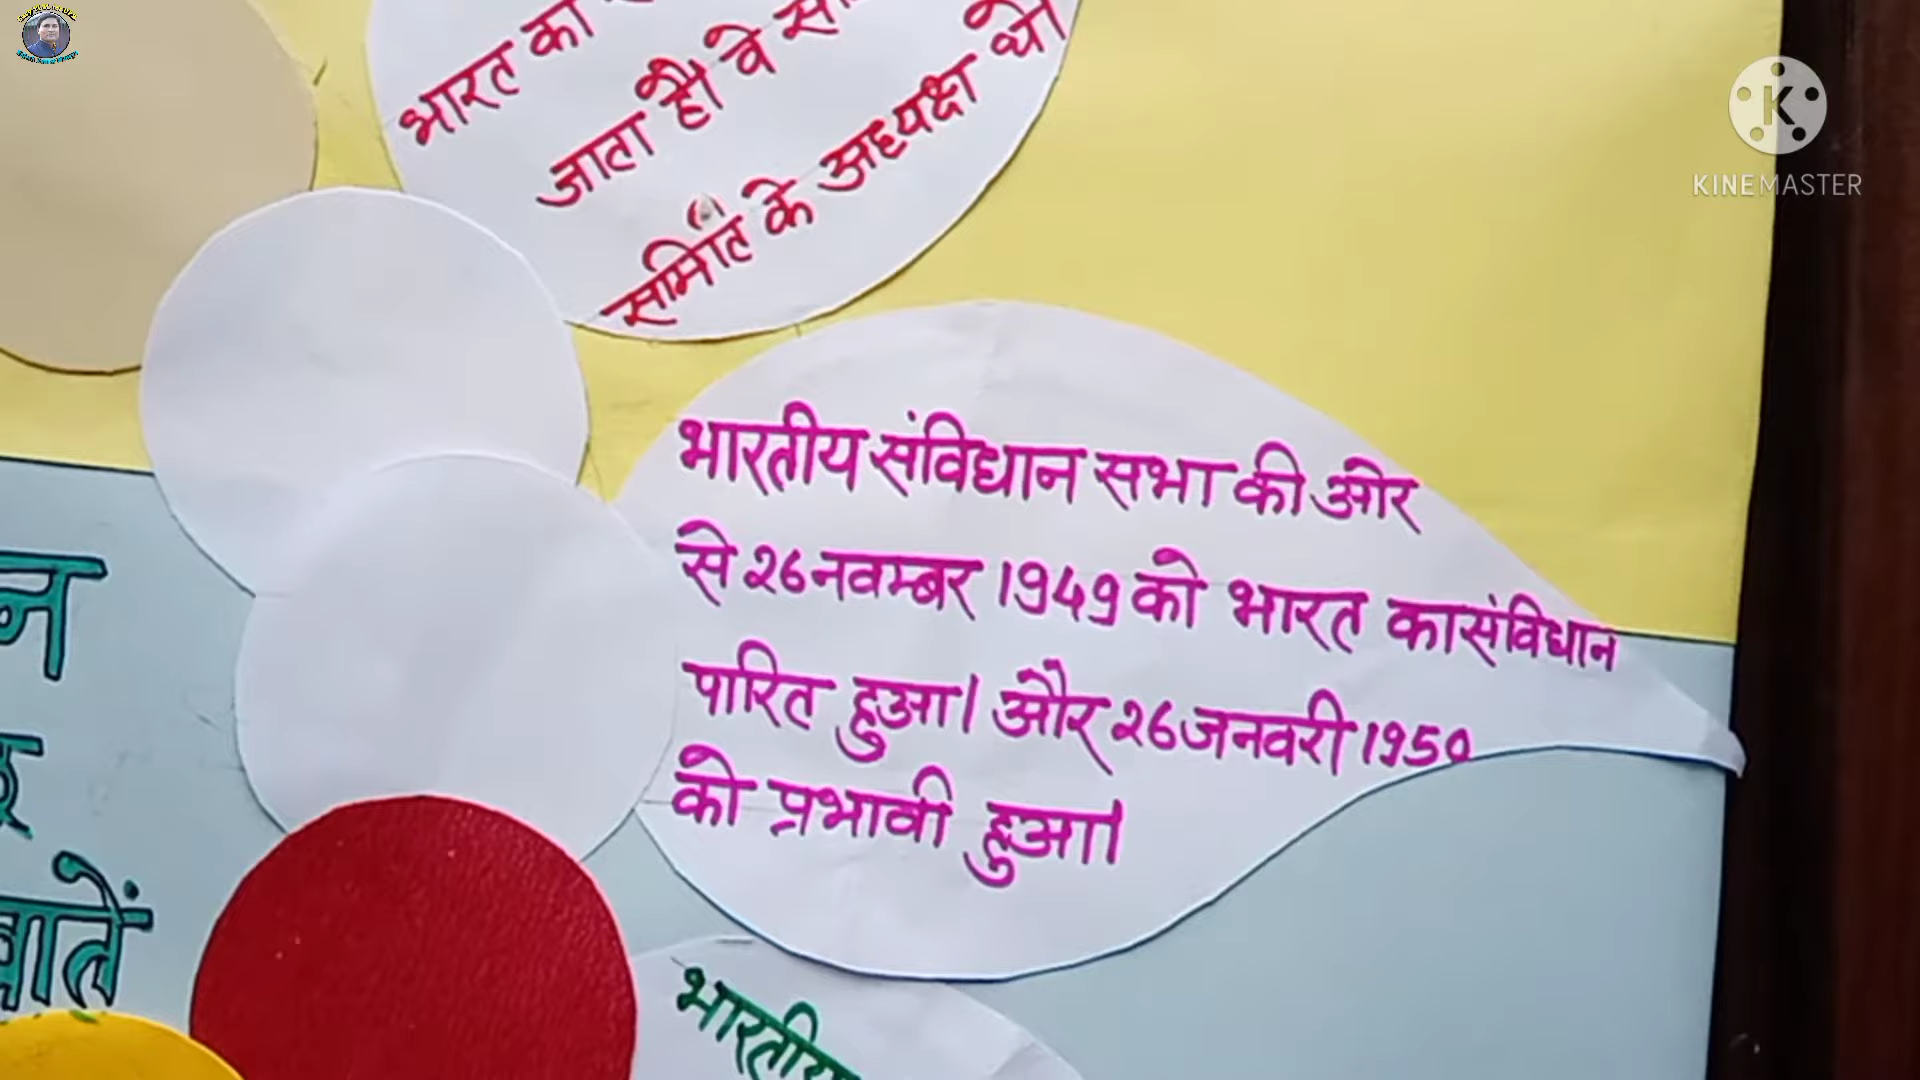 भारत का
जाता है। वे
समिति के अध्यक्ष थे।
KINEMASTER
भारतीय संविधान सभा की ओर
से 26 नवम्बर 1949 को भारत का संविधान
पारित हुआ। और 26 जनवरी 1950
को प्रभावी हुआ।
न
बातें
भारतीय